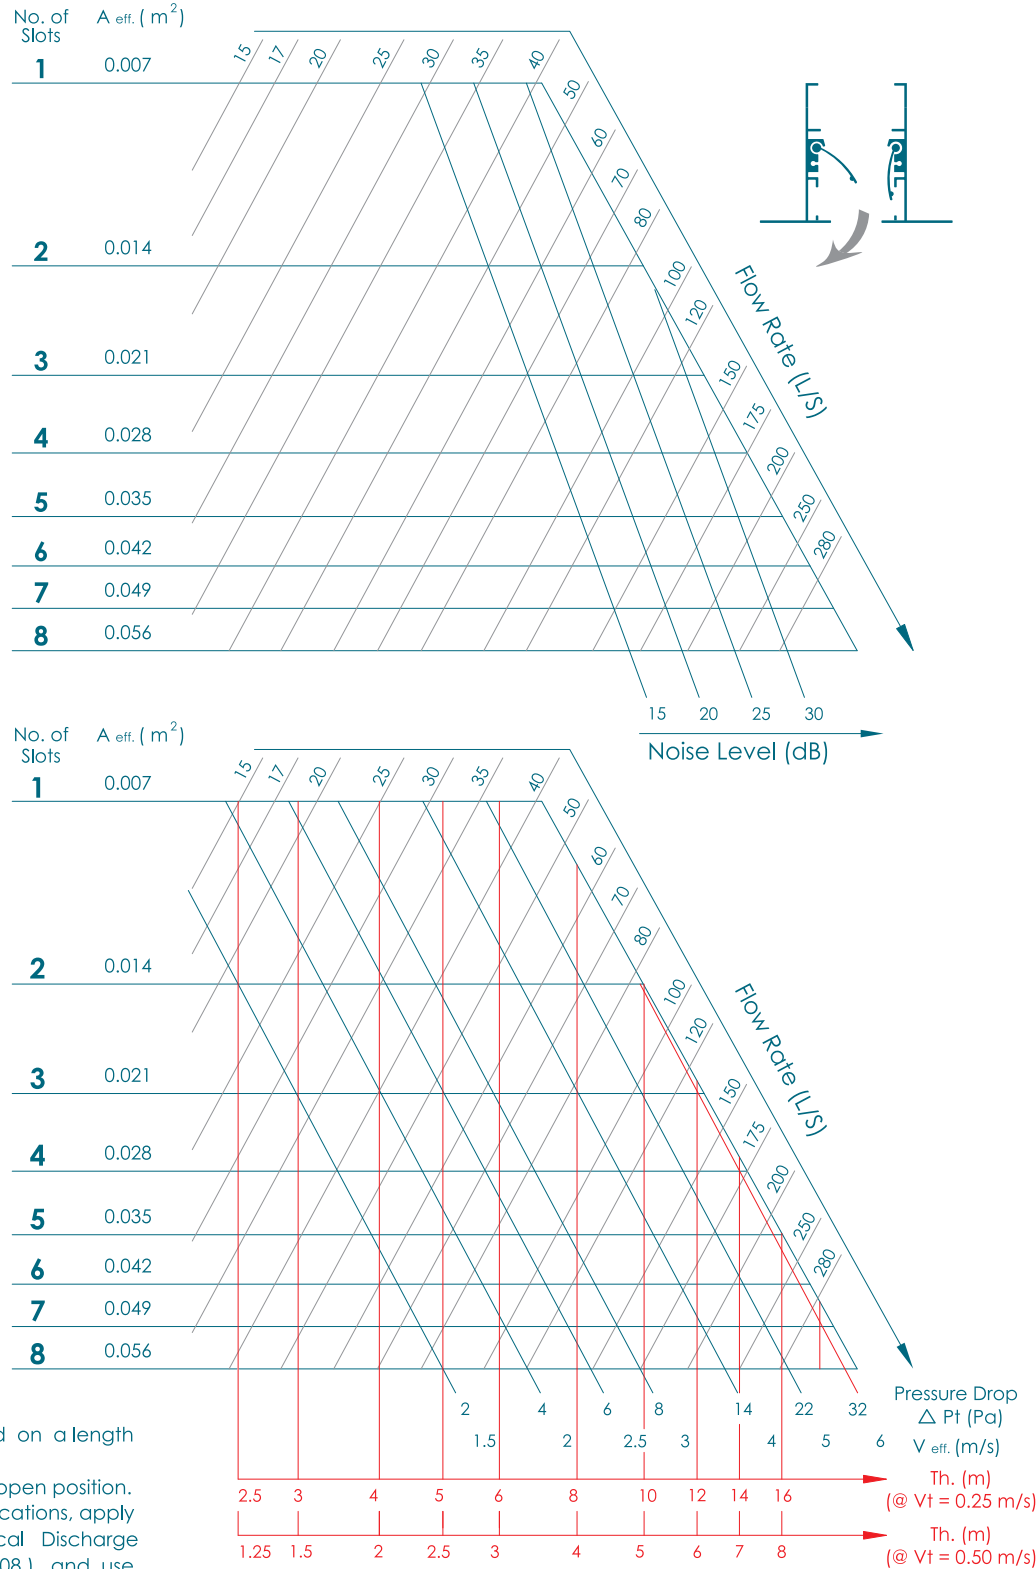 No. of Slots A eff. ( m2)
15 17 20 25 30 35 40
1 0.007
50
60
70
80
2 0.014
100
120
Flow Rate (L/S)
3 0.021
150
175
4 0.028
200
5 0.035
250
6 0.042
280
7 0.049
8 0.056
15 20 25 30
Noise Level (dB)
No. of Slots A eff. ( m2)
15 17 20 25 30 35 40
1 0.007
50
60
70
80
2 0.014
100
120
Flow Rate (L/S)
3 0.021
150
175
4 0.028
200
5 0.035
250
6 0.042
280
7 0.049
8 0.056
Pressure Drop
2 4 6 8 14 22 32 △ Pt (Pa)
1.5 2 2.5 3 4 5 6 V eff. (m/s)
d on a length
open position.
cations, apply
cal Discharge
08.) and use
2.5 3 4 5 6 8 10 12 14 16 Th. (m)
(@ Vt = 0.25 m/s)
1.25 1.5 2 2.5 3 4 5 6 7 8 Th. (m)
(@ Vt = 0.50 m/s)